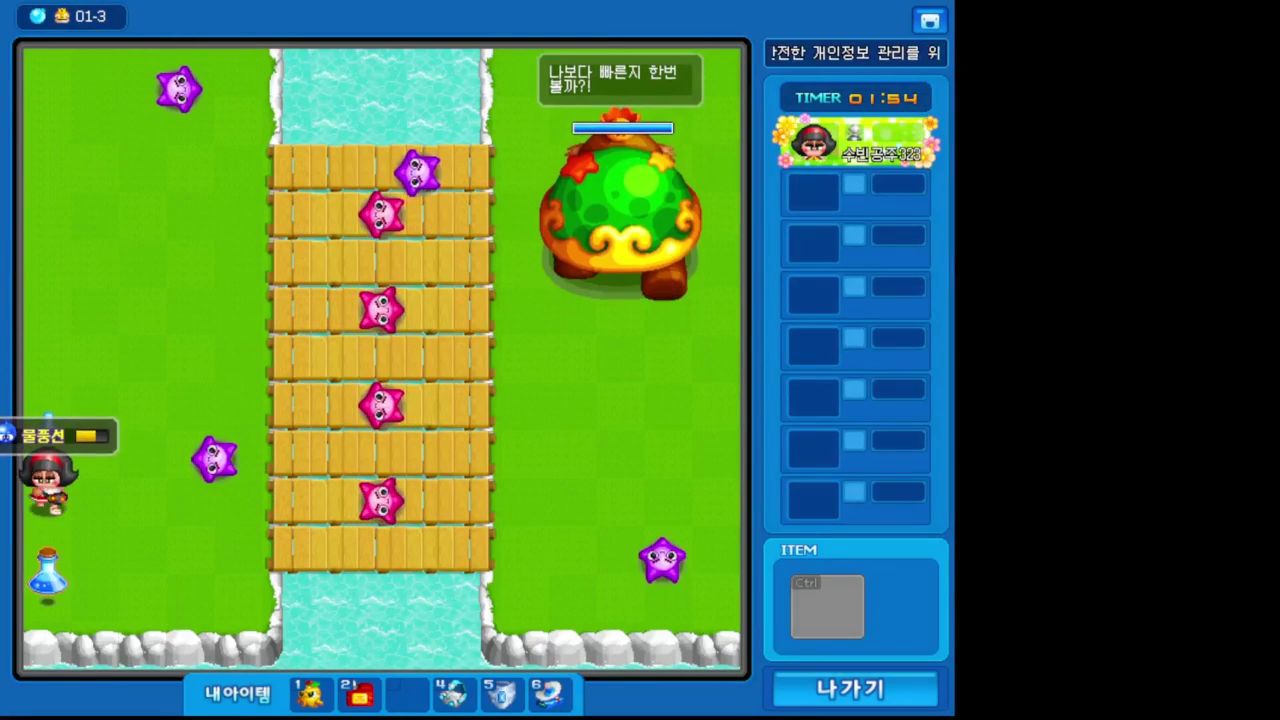 01-3
나보다 빠른지 한번
볼까?!
전한 개인정보 관리를 위
TIMER 01:54
수빈공주323
물풍선
ITEM
Ctrl
내아이템 1 2 4 5 6
나가기